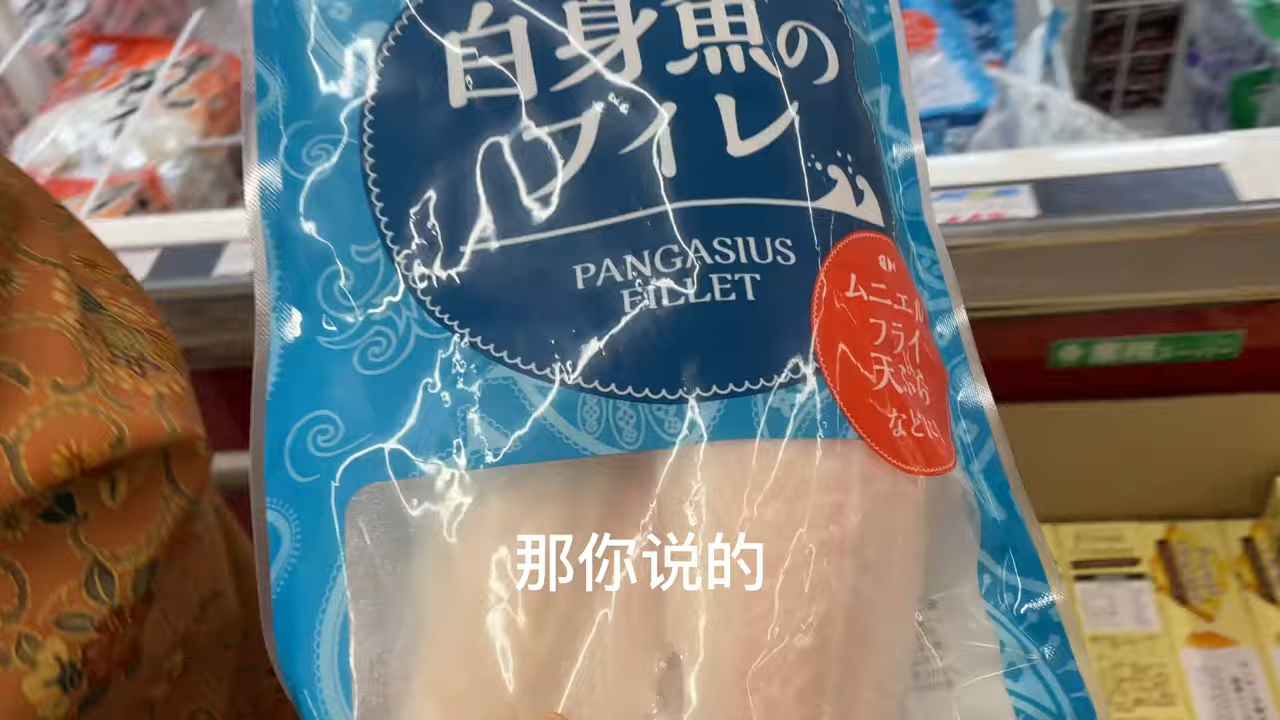 白身魚の
フィレ
PANGASIUS
FILLET
ムニエル
フライ
天ぷら
などに
那你说的